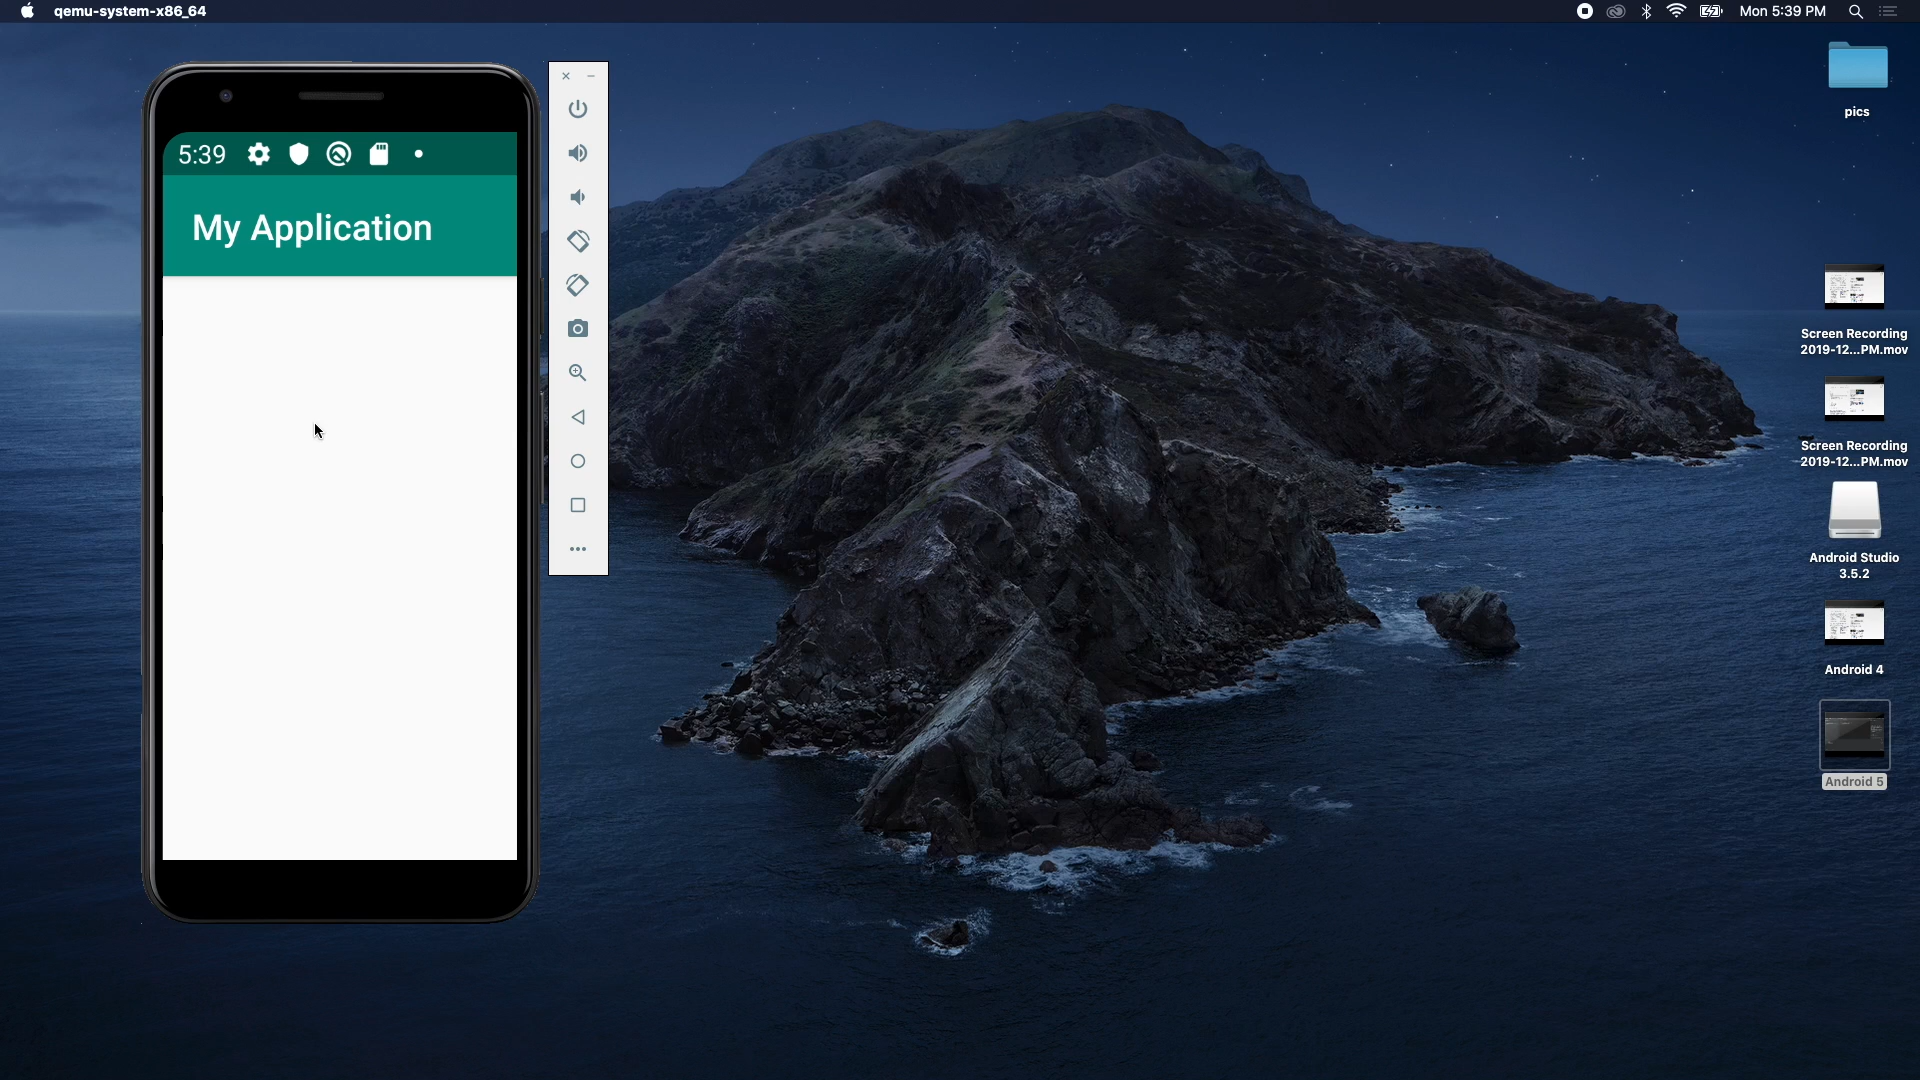 qemu-system-x86_64
Mon 5:39 PM
5:39
My Application
pics
Screen Recording
2019-12...PM.mov
Screen Recording
2019-12...PM.mov
Android Studio
3.5.2
Android 4
Android 5